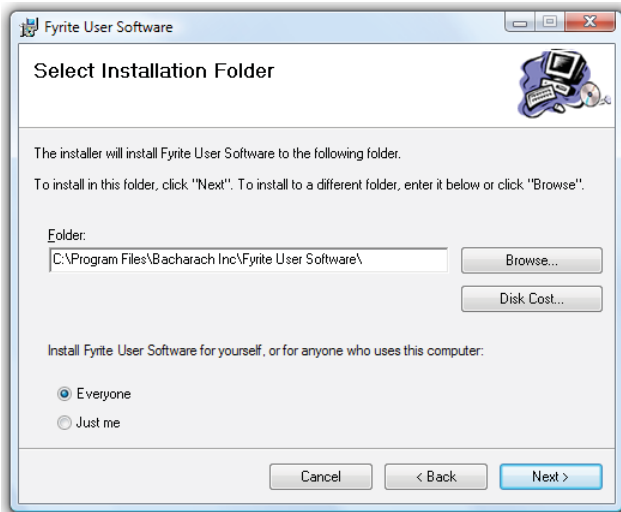 Fyrite User Software
Select Installation Folder
The installer will install Fyrite User Software to the following folder.
To install in this folder, click "Next". To install to a different folder, enter it below or click "Browse".
Folder:
C:\Program Files\Bacharach Inc\Fyrite User Software\
Browse...
Disk Cost...
Install Fyrite User Software for yourself, or for anyone who uses this computer:
Everyone
Just me
Cancel
< Back
Next >